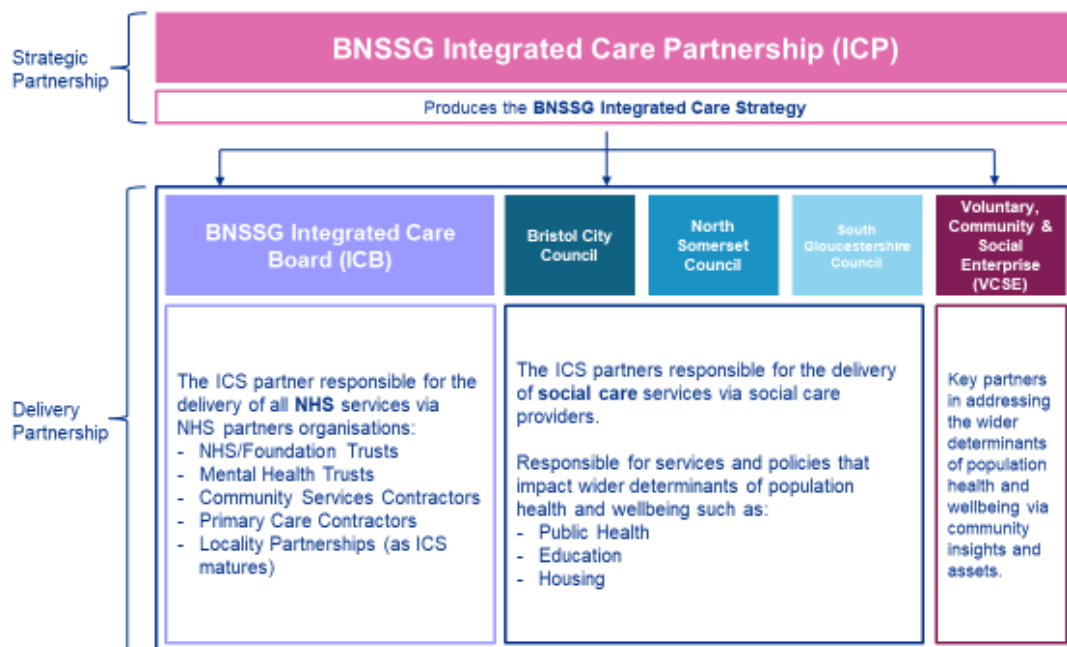 Strategic
Partnership
BNSSG Integrated Care Partnership (ICP)
Produces the BNSSG Integrated Care Strategy
Delivery
Partnership
BNSSG Integrated Care
Board (ICB)
The ICS partner responsible for the
delivery of all NHS services via
NHS partners organisations:
- NHS/Foundation Trusts
- Mental Health Trusts
- Community Services Contractors
- Primary Care Contractors
- Locality Partnerships (as ICS
matures)
Bristol City
Council
North
Somerset
Council
South
Gloucestershire
Council
The ICS partners responsible for the delivery
of social care services via social care
providers.
Responsible for services and policies that
impact wider determinants of population
health and wellbeing such as:
- Public Health
- Education
- Housing
Voluntary,
Community &
Social
Enterprise
(VCSE)
Key partners
in addressing
the wider
determinants
of population
health and
wellbeing via
community
insights and
assets.